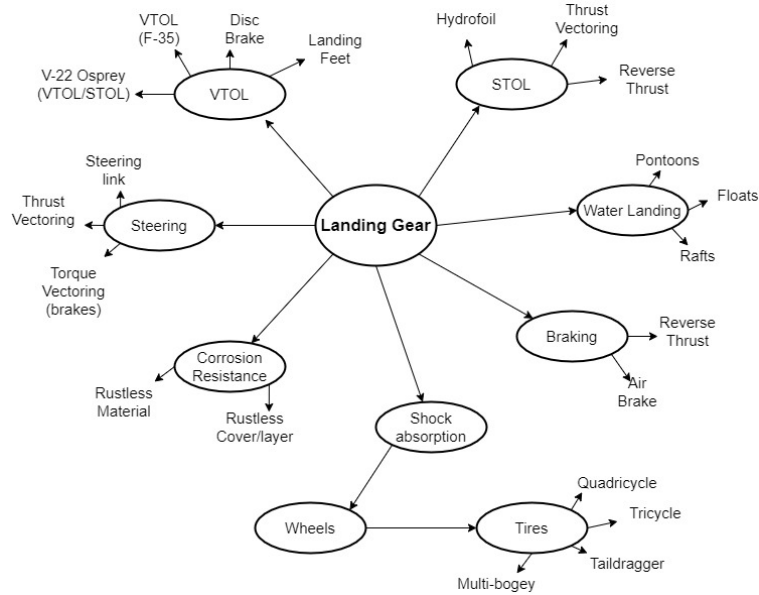 VTOL
(F-35)
Disc
Brake
Landing
Feet
V-22 Osprey
(VTOL/STOL)
VTOL
Hydrofoil
Thrust
Vectoring
Reverse
Thrust
STOL
Steering
link
Thrust
Vectoring
Steering
Torque
Vectoring
(brakes)
Landing Gear
Pontoons
Floats
Water Landing
Rafts
Braking
Reverse
Thrust
Air
Brake
Corrosion
Resistance
Rustless
Material
Rustless
Cover/layer
Shock
absorption
Wheels
Tires
Quadricycle
Tricycle
Taildragger
Multi-bogey